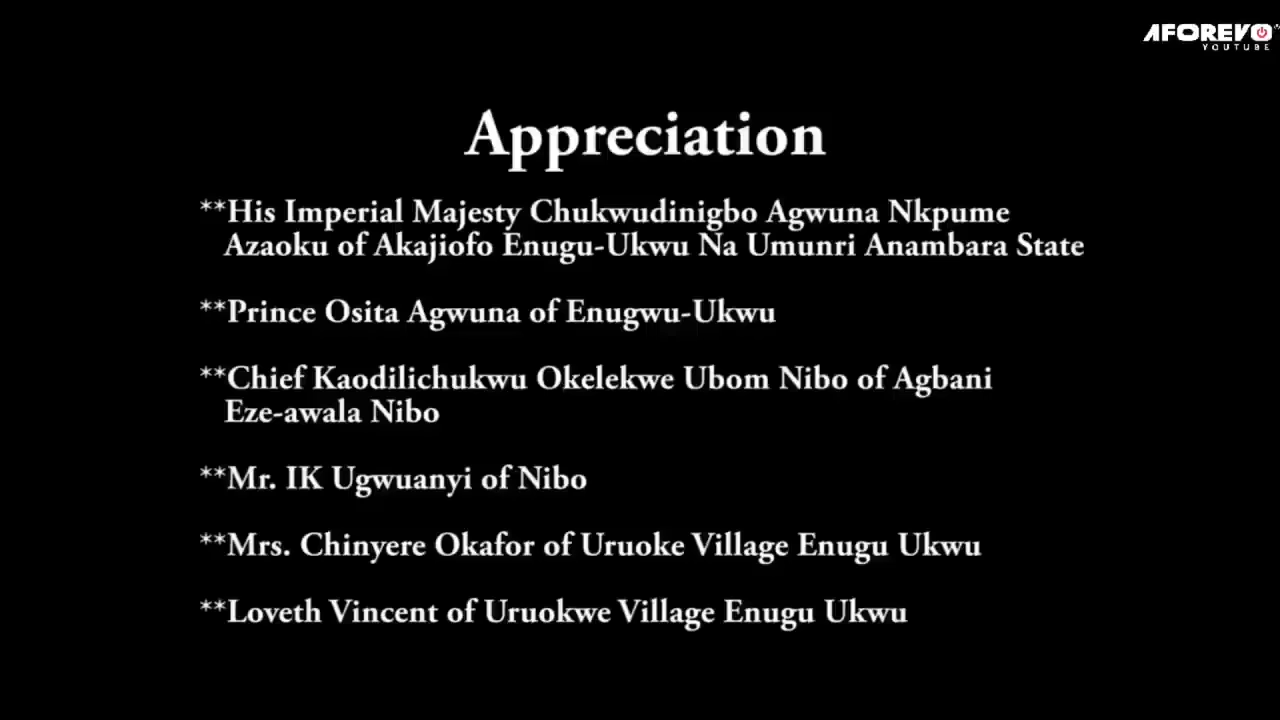 AFOREVO
YOUTUBE
Appreciation
**His Imperial Majesty Chukwudinigbo Agwuna Nkpume
Azaoku of Akajiofo Enugu-Ukwu Na Umunri Anambara State
**Prince Osita Agwuna of Enugwu-Ukwu
**Chief Kaodilichukwu Okelekwe Ubom Nibo of Agbani
Eze-awala Nibo
**Mr. IK Ugwuanyi of Nibo
**Mrs. Chinyere Okafor of Uruoke Village Enugu Ukwu
**Loveth Vincent of Uruokwe Village Enugu Ukwu